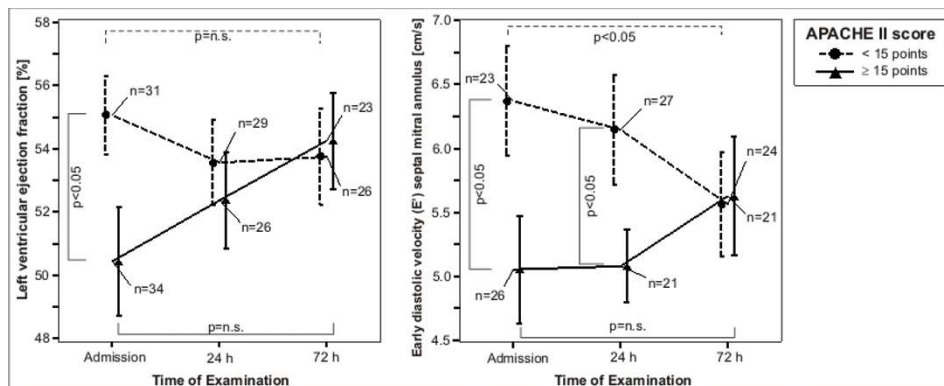 Left ventricular ejection fraction [%]
58
56
54
52
50
48
p=n.s.
n=31
n=23
n=29
p<0.05
n=26
n=26
n=34
p=n.s.
Admission
24 h
72 h
Time of Examination
Early diastolic velocity (E') septal mitral annulus [cm/s]
7.0
6.5
6.0
5.5
5.0
4.5
p<0.05
n=23
n=27
n=24
p<0.05
p<0.05
n=21
n=26
n=21
p=n.s.
Admission
24 h
72 h
Time of Examination
APACHE II score
< 15 points
≥ 15 points